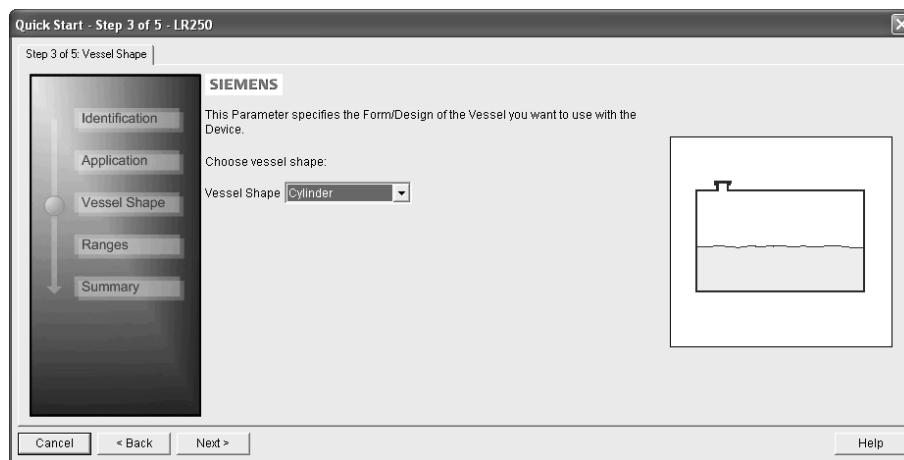 Quick Start - Step 3 of 5 - LR250
Step 3 of 5: Vessel Shape
SIEMENS
Identification
Application
Vessel Shape
Ranges
Summary
This Parameter specifies the Form/Design of the Vessel you want to use with the
Device.
Choose vessel shape:
Vessel Shape Cylinder
Cancel < Back Next > Help